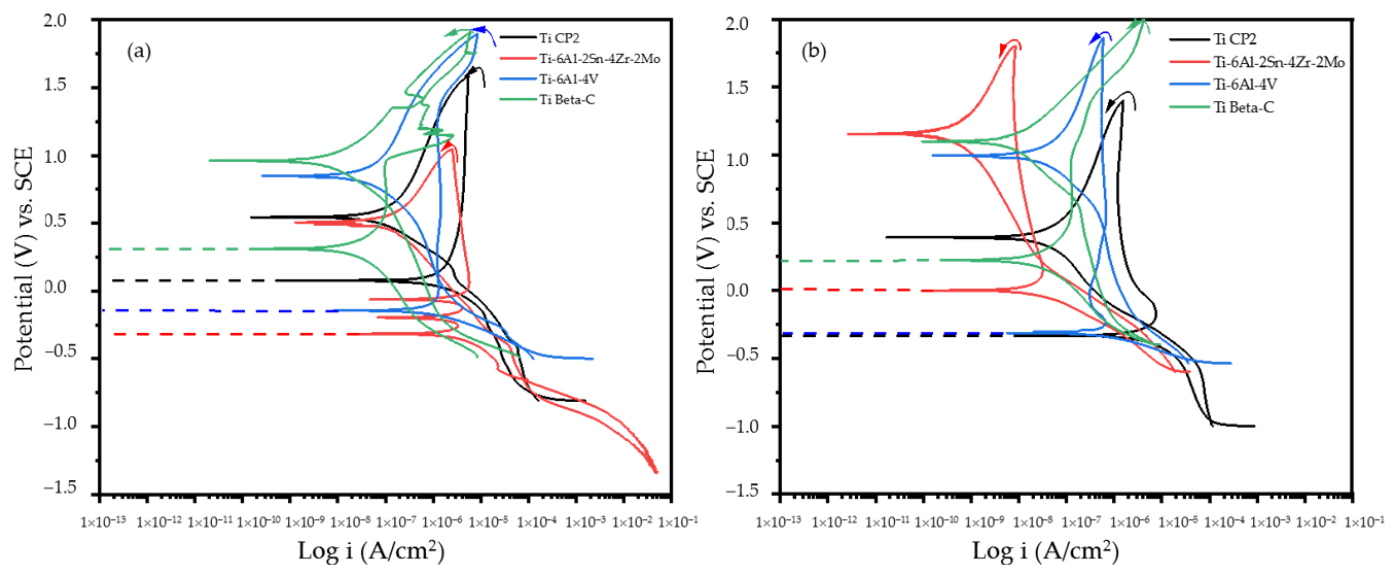 (a)
Ti CP2
Ti-6Al-2Sn-4Zr-2Mo
Ti-6Al-4V
Ti Beta-C
Potential (V) vs. SCE
2.0
1.5
1.0
0.5
0.0
−0.5
−1.0
−1.5
1×10⁻¹³ 1×10⁻¹² 1×10⁻¹¹ 1×10⁻¹⁰ 1×10⁻⁹ 1×10⁻⁸ 1×10⁻⁷ 1×10⁻⁶ 1×10⁻⁵ 1×10⁻⁴ 1×10⁻³ 1×10⁻² 1×10⁻¹
Log i (A/cm²)
(b)
Ti CP2
Ti-6Al-2Sn-4Zr-2Mo
Ti-6Al-4V
Ti Beta-C
Potential (V) vs. SCE
2.0
1.5
1.0
0.5
0.0
−0.5
−1.0
−1.5
1×10⁻¹³ 1×10⁻¹² 1×10⁻¹¹ 1×10⁻¹⁰ 1×10⁻⁹ 1×10⁻⁸ 1×10⁻⁷ 1×10⁻⁶ 1×10⁻⁵ 1×10⁻⁴ 1×10⁻³ 1×10⁻² 1×10⁻¹
Log i (A/cm²)